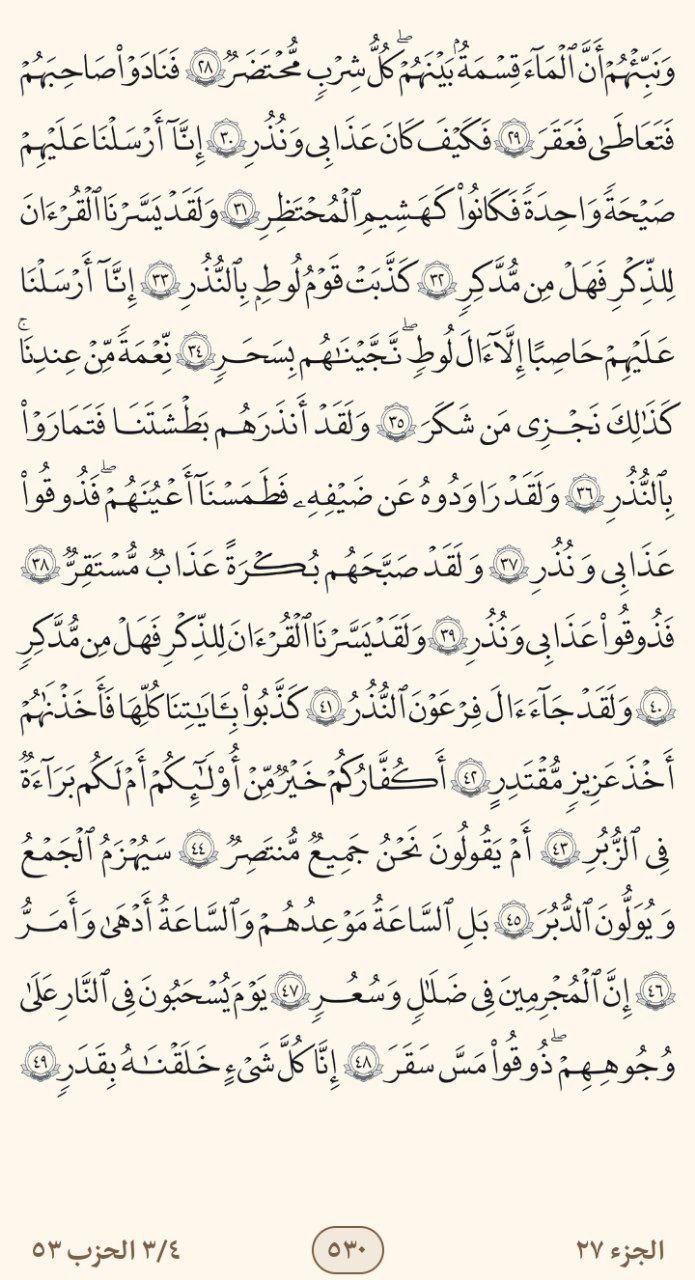 وَنَبِّئْهُمْ أَنَّ ٱلْمَآءَ قِسْمَةٌۢ بَيْنَهُمْ ۖ كُلُّ شِرْبٍ مُّحْتَضَرٌ ٢٨ فَنَادَوْا۟ صَاحِبَهُمْ
فَتَعَاطَىٰ فَعَقَرَ ٢٩ فَكَيْفَ كَانَ عَذَابِى وَنُذُرِ ٣٠ إِنَّآ أَرْسَلْنَا عَلَيْهِمْ
صَيْحَةً وَٰحِدَةً فَكَانُوا۟ كَهَشِيمِ ٱلْمُحْتَظِرِ ٣١ وَلَقَدْ يَسَّرْنَا ٱلْقُرْءَانَ
لِلذِّكْرِ فَهَلْ مِن مُّدَّكِرٍ ٣٢ كَذَّبَتْ قَوْمُ لُوطٍۭ بِٱلنُّذُرِ ٣٣ إِنَّآ أَرْسَلْنَا
عَلَيْهِمْ حَاصِبًا إِلَّآ ءَالَ لُوطٍ ۖ نَّجَّيْنَٰهُم بِسَحَرٍ ٣٤ نِّعْمَةً مِّنْ عِندِنَا ۚ
كَذَٰلِكَ نَجْزِى مَن شَكَرَ ٣٥ وَلَقَدْ أَنذَرَهُم بَطْشَتَنَا فَتَمَارَوْا۟
بِٱلنُّذُرِ ٣٦ وَلَقَدْ رَٰوَدُوهُ عَن ضَيْفِهِۦ فَطَمَسْنَآ أَعْيُنَهُمْ ۖ فَذُوقُوا۟
عَذَابِى وَنُذُرِ ٣٧ وَلَقَدْ صَبَّحَهُم بُكْرَةً عَذَابٌ مُّسْتَقِرٌّ ٣٨
فَذُوقُوا۟ عَذَابِى وَنُذُرِ ٣٩ وَلَقَدْ يَسَّرْنَا ٱلْقُرْءَانَ لِلذِّكْرِ فَهَلْ مِن مُّدَّكِرٍ
٤٠ وَلَقَدْ جَآءَ ءَالَ فِرْعَوْنَ ٱلنُّذُرُ ٤١ كَذَّبُوا۟ بِـَٔايَٰتِنَا كُلِّهَا فَأَخَذْنَٰهُمْ
أَخْذَ عَزِيزٍ مُّقْتَدِرٍ ٤٢ أَكُفَّارُكُمْ خَيْرٌ مِّنْ أُو۟لَٰٓئِكُمْ أَمْ لَكُم بَرَآءَةٌ
فِى ٱلزُّبُرِ ٤٣ أَمْ يَقُولُونَ نَحْنُ جَمِيعٌ مُّنتَصِرٌ ٤٤ سَيُهْزَمُ ٱلْجَمْعُ
وَيُوَلُّونَ ٱلدُّبُرَ ٤٥ بَلِ ٱلسَّاعَةُ مَوْعِدُهُمْ وَٱلسَّاعَةُ أَدْهَىٰ وَأَمَرُّ
٤٦ إِنَّ ٱلْمُجْرِمِينَ فِى ضَلَٰلٍ وَسُعُرٍ ٤٧ يَوْمَ يُسْحَبُونَ فِى ٱلنَّارِ عَلَىٰ
وُجُوهِهِمْ ۖ ذُوقُوا۟ مَسَّ سَقَرَ ٤٨ إِنَّا كُلَّ شَىْءٍ خَلَقْنَٰهُ بِقَدَرٍ ٤٩
الجزء ٢٧ ٥٣٠ ٣/٤ الحزب ٥٣